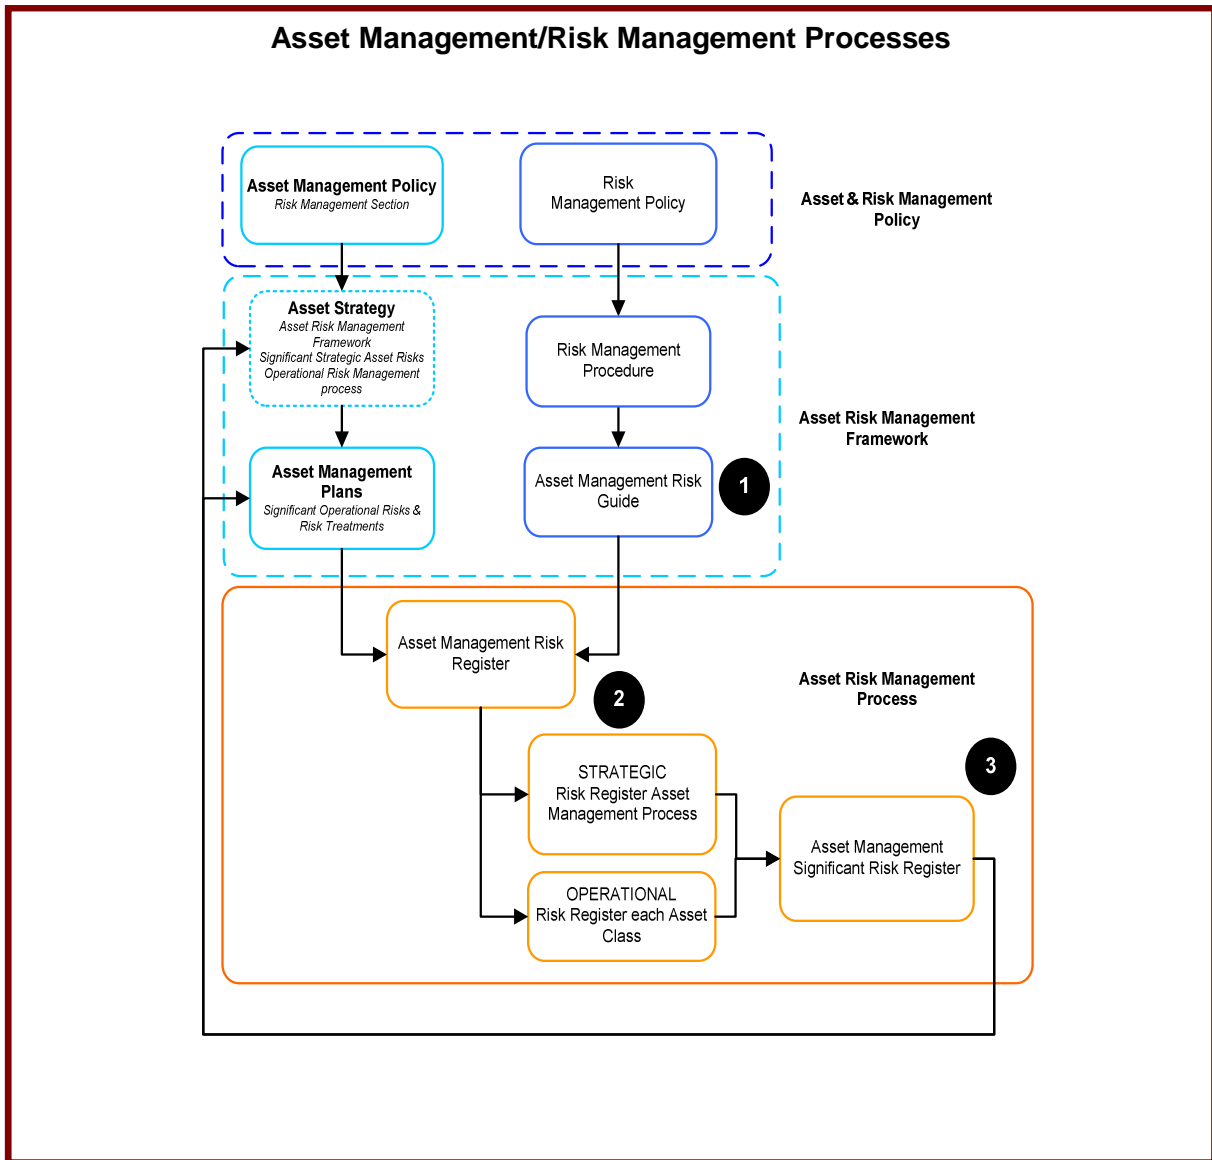 Asset Management/Risk Management Processes
Asset Management Policy
Risk Management Section
Risk
Management Policy
Asset & Risk Management
Policy
Asset Strategy
Asset Risk Management
Framework
Significant Strategic Asset Risks
Operational Risk Management
process
Risk Management
Procedure
Asset Risk Management
Framework
Asset Management
Plans
Significant Operational Risks &
Risk Treatments
Asset Management Risk
Guide
1
Asset Management Risk
Register
2
Asset Risk Management
Process
3
STRATEGIC
Risk Register Asset
Management Process
Asset Management
Significant Risk Register
OPERATIONAL
Risk Register each Asset
Class